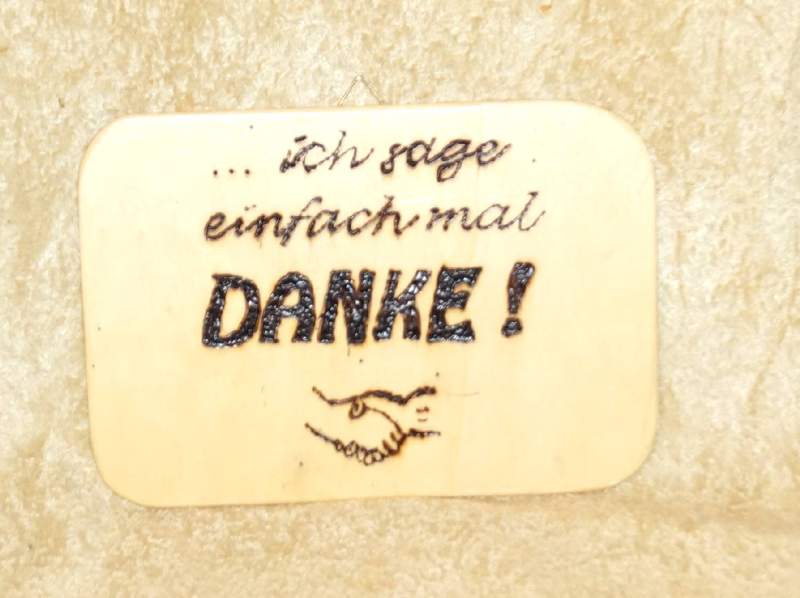 ... ich sage
einfach mal
DANKE!